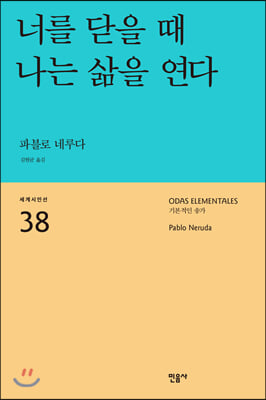 너를 닫을 때
나는 삶을 연다
파블로 네루다
김현균 옮김
세계시인선
38
ODAS ELEMENTALES
기본적인 송가
Pablo Neruda
민음사
YES24